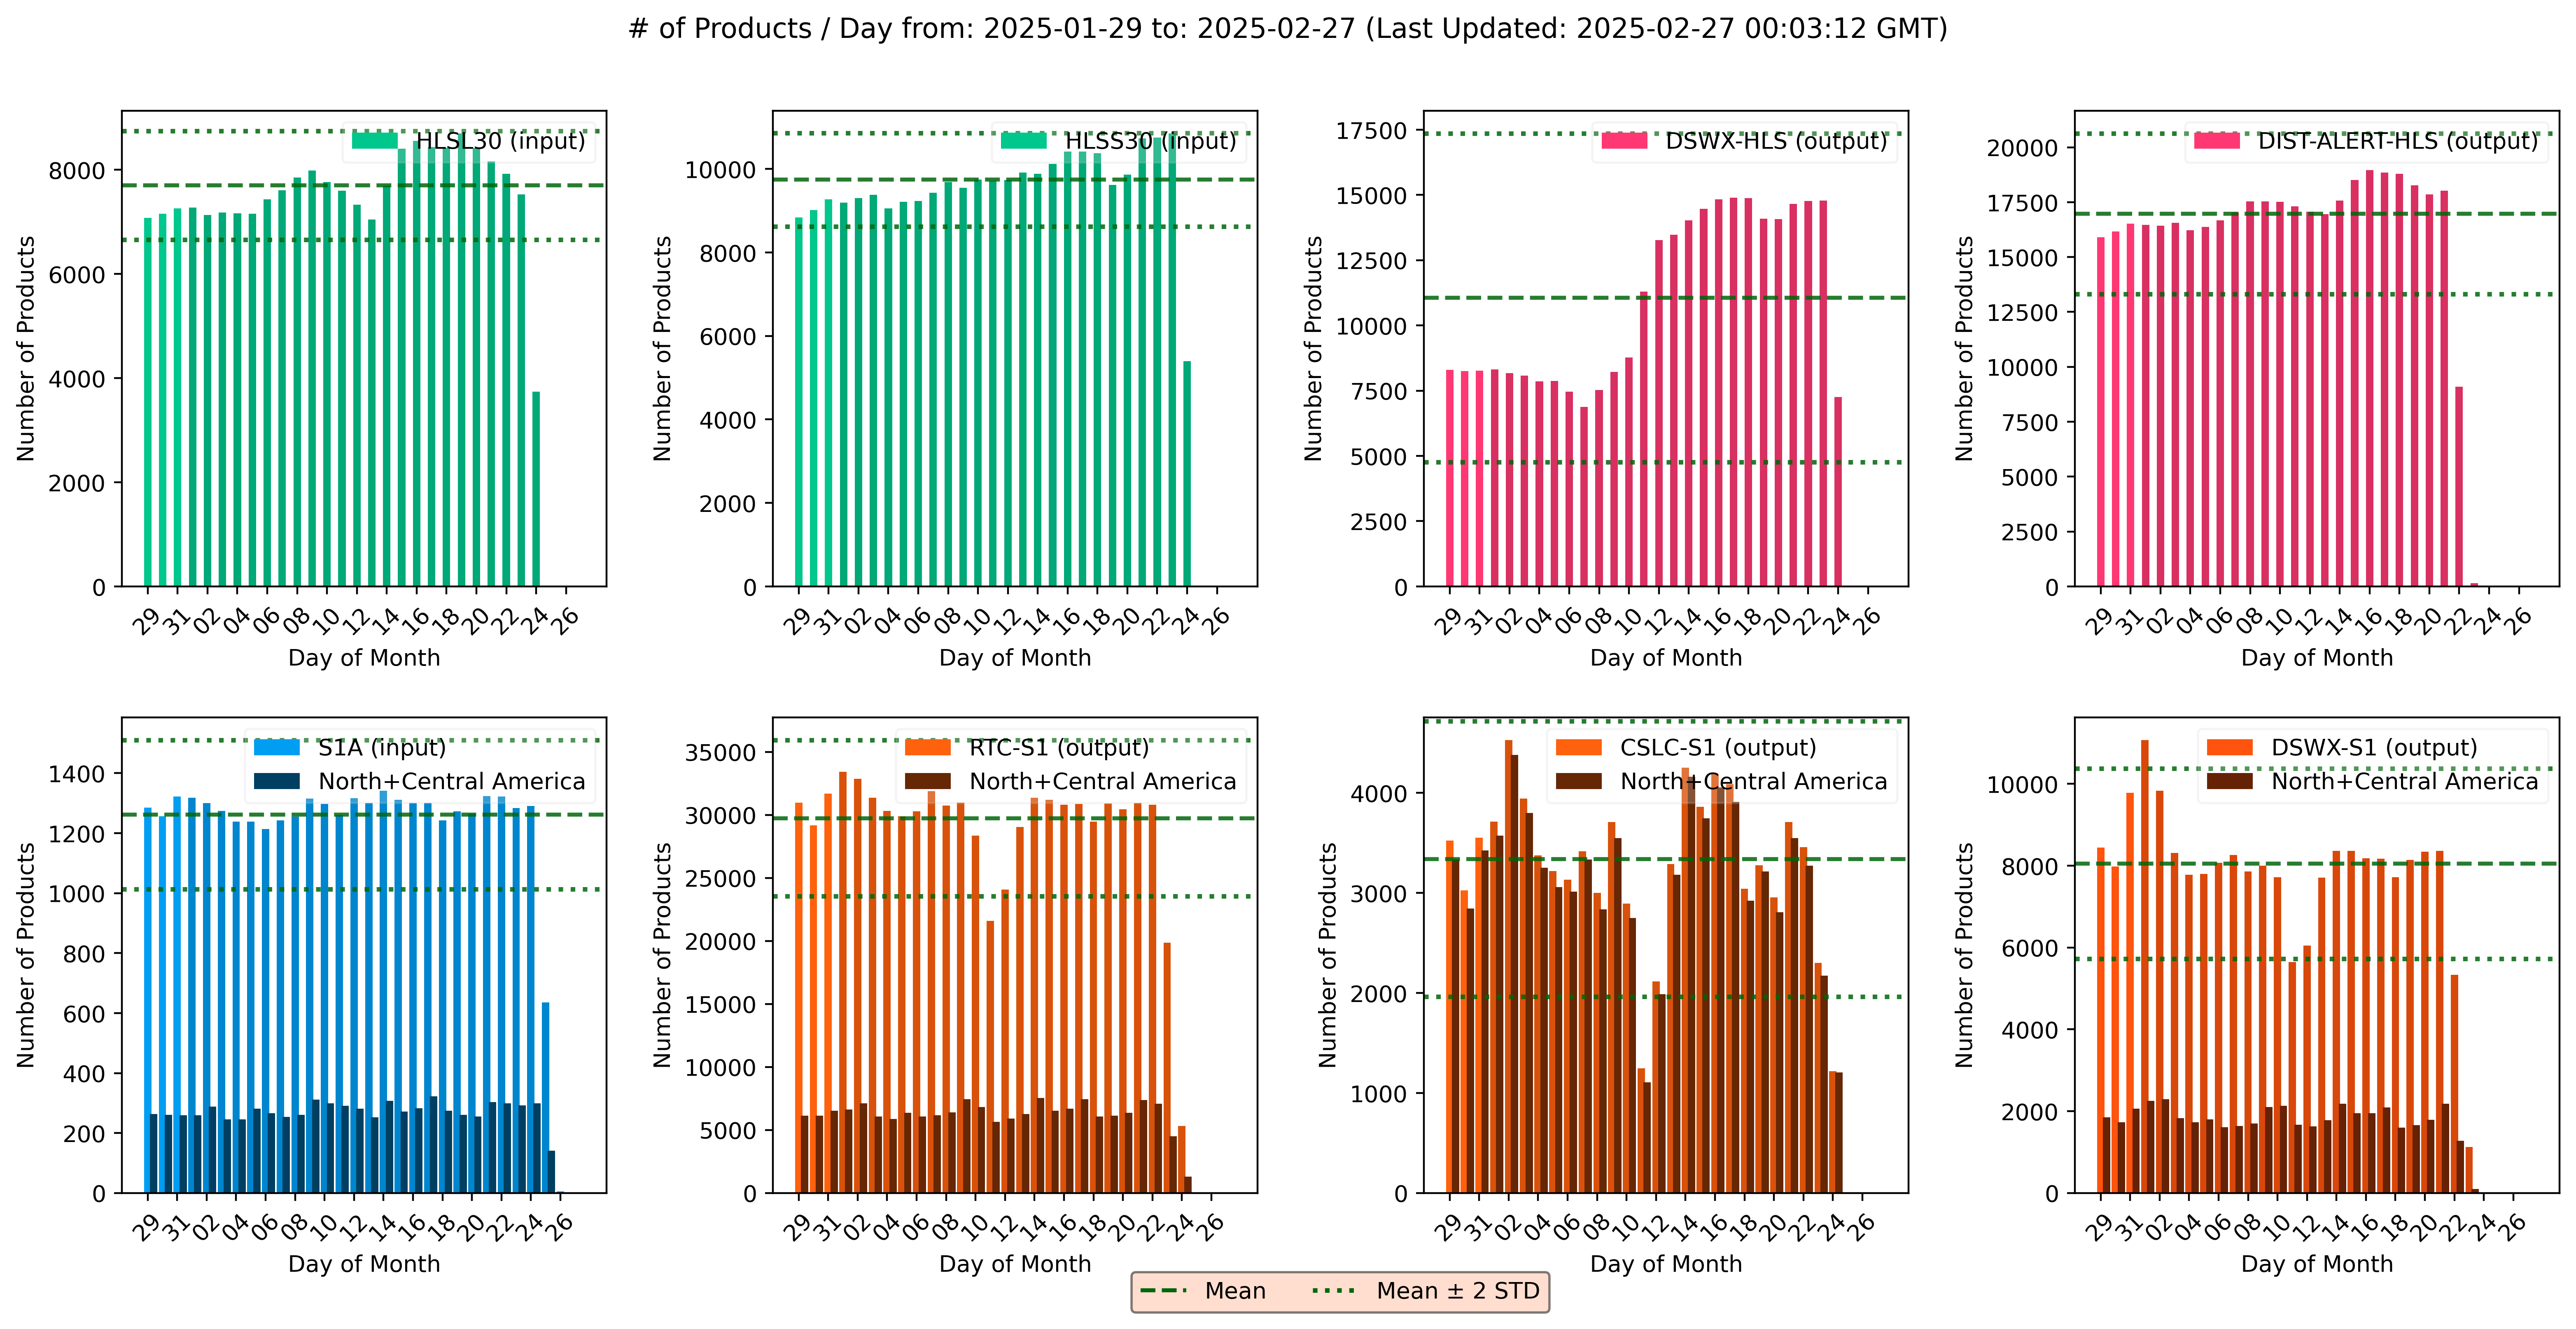 # of Products / Day from: 2025-01-29 to: 2025-02-27 (Last Updated: 2025-02-27 00:03:12 GMT)
HLSL30 (input)
Number of Products
8000
6000
4000
2000
0
29 31 02 04 06 08 10 12 14 16 18 20 22 24 26
Day of Month
HLSS30 (input)
Number of Products
10000
8000
6000
4000
2000
0
29 31 02 04 06 08 10 12 14 16 18 20 22 24 26
Day of Month
DSWX-HLS (output)
Number of Products
17500
15000
12500
10000
7500
5000
2500
0
29 31 02 04 06 08 10 12 14 16 18 20 22 24 26
Day of Month
DIST-ALERT-HLS (output)
Number of Products
20000
17500
15000
12500
10000
7500
5000
2500
0
29 31 02 04 06 08 10 12 14 16 18 20 22 24 26
Day of Month
S1A (input)
North+Central America
Number of Products
1400
1200
1000
800
600
400
200
0
29 31 02 04 06 08 10 12 14 16 18 20 22 24 26
Day of Month
RTC-S1 (output)
North+Central America
Number of Products
35000
30000
25000
20000
15000
10000
5000
0
29 31 02 04 06 08 10 12 14 16 18 20 22 24 26
Day of Month
CSLC-S1 (output)
North+Central America
Number of Products
4000
3000
2000
1000
0
29 31 02 04 06 08 10 12 14 16 18 20 22 24 26
Day of Month
DSWX-S1 (output)
North+Central America
Number of Products
10000
8000
6000
4000
2000
0
29 31 02 04 06 08 10 12 14 16 18 20 22 24 26
Day of Month
Mean Mean ± 2 STD